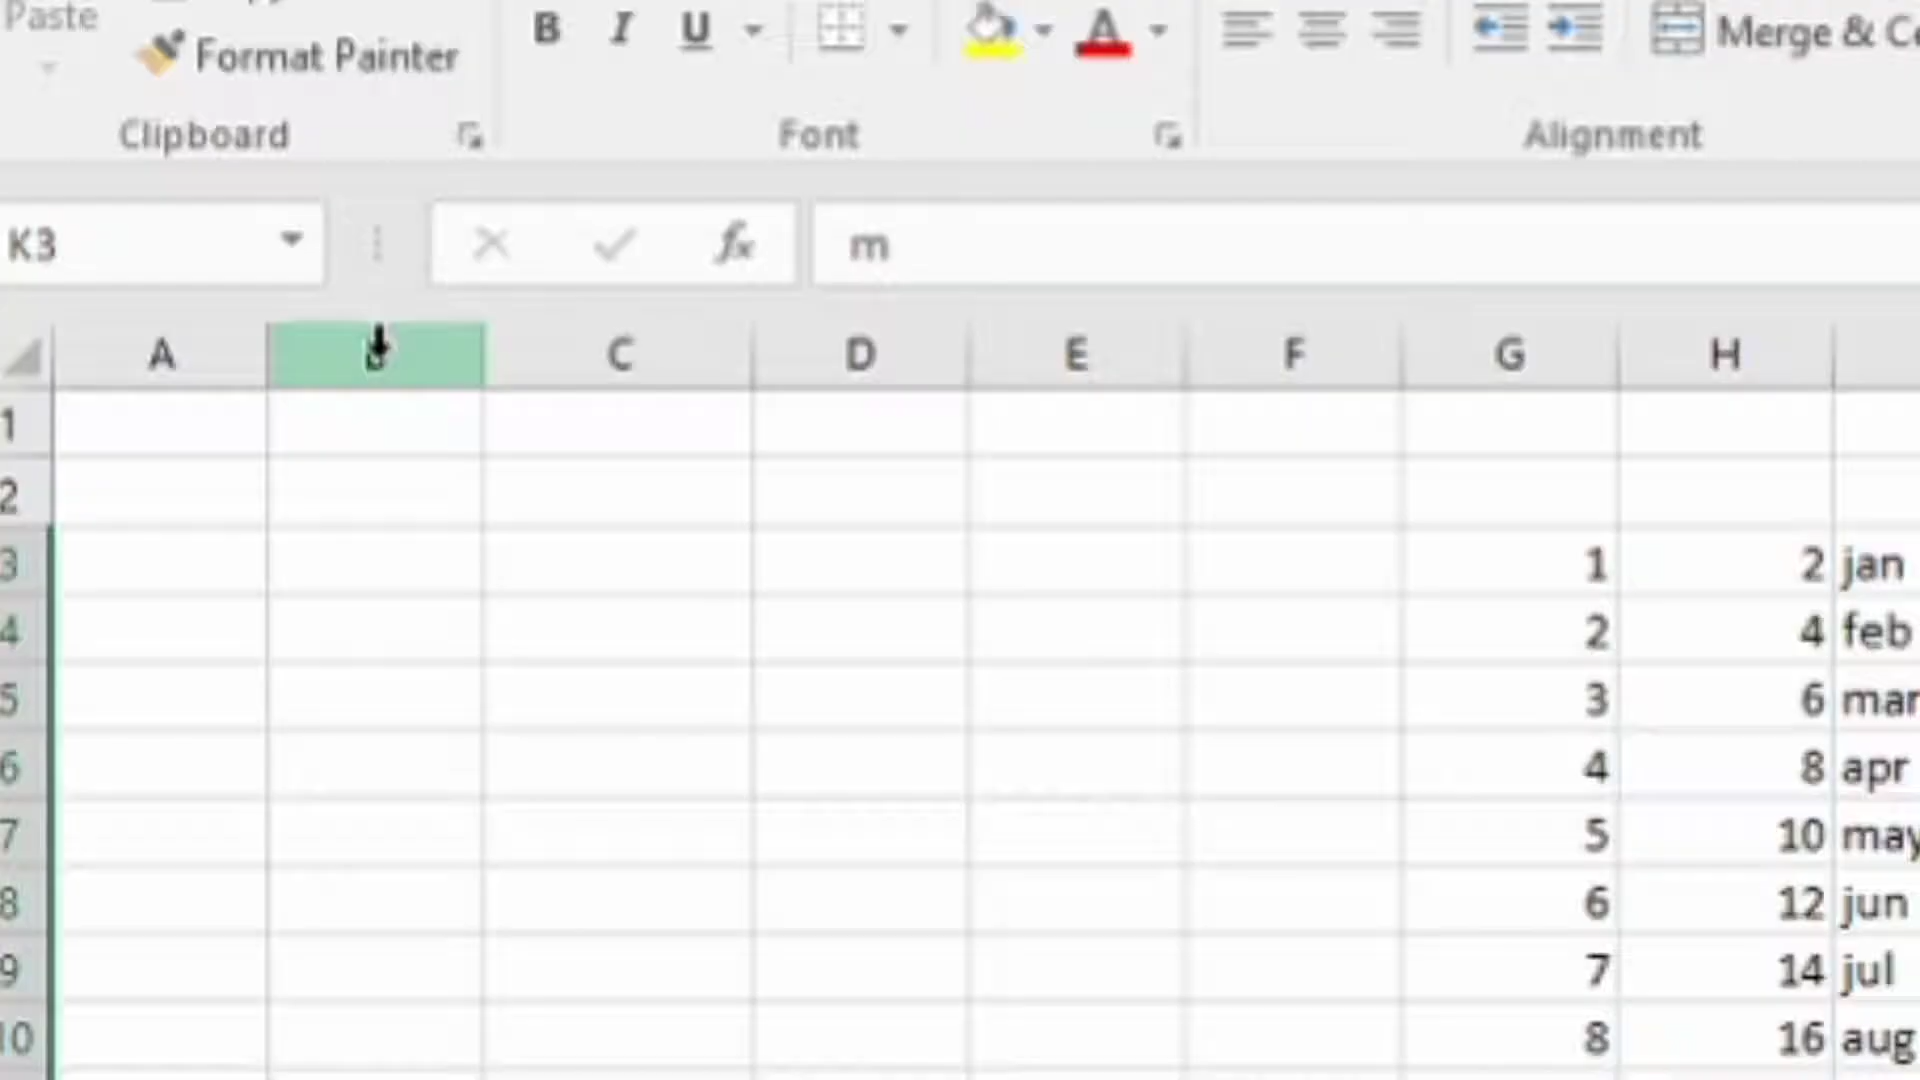 Paste
Format Painter
B I U A Merge & Ce
Clipboard Font Alignment
K3 fx m
A C D E F G H
1
2
3 1 2 jan
4 2 4 feb
5 3 6 mar
6 4 8 apr
7 5 10 may
8 6 12 jun
9 7 14 jul
10 8 16 aug